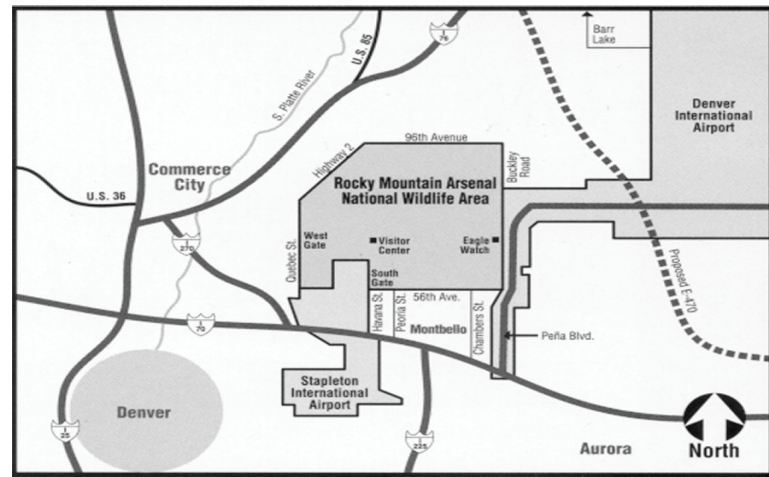 I
76
U.S. 85
Barr
Lake
S. Platte River
Denver
International
Airport
96th Avenue
Highway 2
Buckley
Road
Commerce
City
Rocky Mountain Arsenal
National Wildlife Area
U.S. 36
West
Gate
Visitor
Center
Eagle
Watch
I
270
Quebec St.
South
Gate
Proposed E-470
56th Ave.
Havana St.
Peoria St.
Montbello
Chambers St.
Peña Blvd.
I
70
Stapleton
International
Airport
Denver
I
25
I
225
Aurora
North